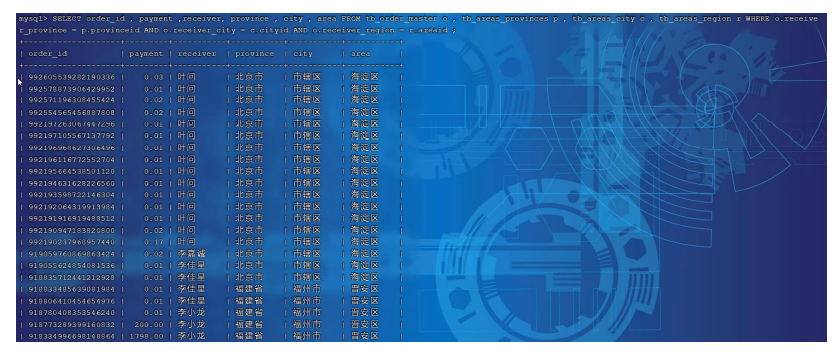 mysql> SELECT order_id , payment ,receiver, province , city , area FROM tb_order_master o , tb_areas_provinces p , tb_areas_city c , tb_areas_region r WHERE o.receive
r_province = p.provinceid AND o.receiver_city = c.cityid AND o.receiver_region = r.areaid ;
| order_id | payment | receiver | province | city | area |
| 992605539282190336 | 0.03 | 叶问 | 北京市 | 市辖区 | 海淀区 |
| 992578873906429952 | 0.01 | 叶问 | 北京市 | 市辖区 | 海淀区 |
| 992571196308455424 | 0.02 | 叶问 | 北京市 | 市辖区 | 海淀区 |
| 992554565456887808 | 0.02 | 叶问 | 北京市 | 市辖区 | 海淀区 |
| 992197263067447296 | 0.01 | 叶问 | 北京市 | 市辖区 | 海淀区 |
| 992197105567137792 | 0.01 | 叶问 | 北京市 | 市辖区 | 海淀区 |
| 992196968627306496 | 0.01 | 叶问 | 北京市 | 市辖区 | 海淀区 |
| 992196116772552704 | 0.01 | 叶问 | 北京市 | 市辖区 | 海淀区 |
| 992195664538501120 | 0.01 | 叶问 | 北京市 | 市辖区 | 海淀区 |
| 992194631628226560 | 0.01 | 叶问 | 北京市 | 市辖区 | 海淀区 |
| 992193598722146304 | 0.01 | 叶问 | 北京市 | 市辖区 | 海淀区 |
| 992192064319913984 | 0.01 | 叶问 | 北京市 | 市辖区 | 海淀区 |
| 992191916919488512 | 0.01 | 叶问 | 北京市 | 市辖区 | 海淀区 |
| 992190947183820800 | 0.02 | 叶问 | 北京市 | 市辖区 | 海淀区 |
| 992190237968957440 | 0.17 | 叶问 | 北京市 | 市辖区 | 海淀区 |
| 919059760869863424 | 0.02 | 李嘉诚 | 北京市 | 市辖区 | 海淀区 |
| 919055624854081536 | 0.01 | 李佳星 | 北京市 | 市辖区 | 海淀区 |
| 918835712441212928 | 0.01 | 李佳星 | 北京市 | 市辖区 | 海淀区 |
| 918833485639081984 | 0.01 | 李佳星 | 福建省 | 福州市 | 晋安区 |
| 918806410454654976 | 0.01 | 李佳星 | 福建省 | 福州市 | 晋安区 |
| 918780408353546240 | 0.01 | 李小龙 | 福建省 | 福州市 | 晋安区 |
| 918773289399160832 | 200.00 | 李小龙 | 福建省 | 福州市 | 晋安区 |
| 918334996698148864 | 1798.00 | 李小龙 | 福建省 | 福州市 | 晋安区 |